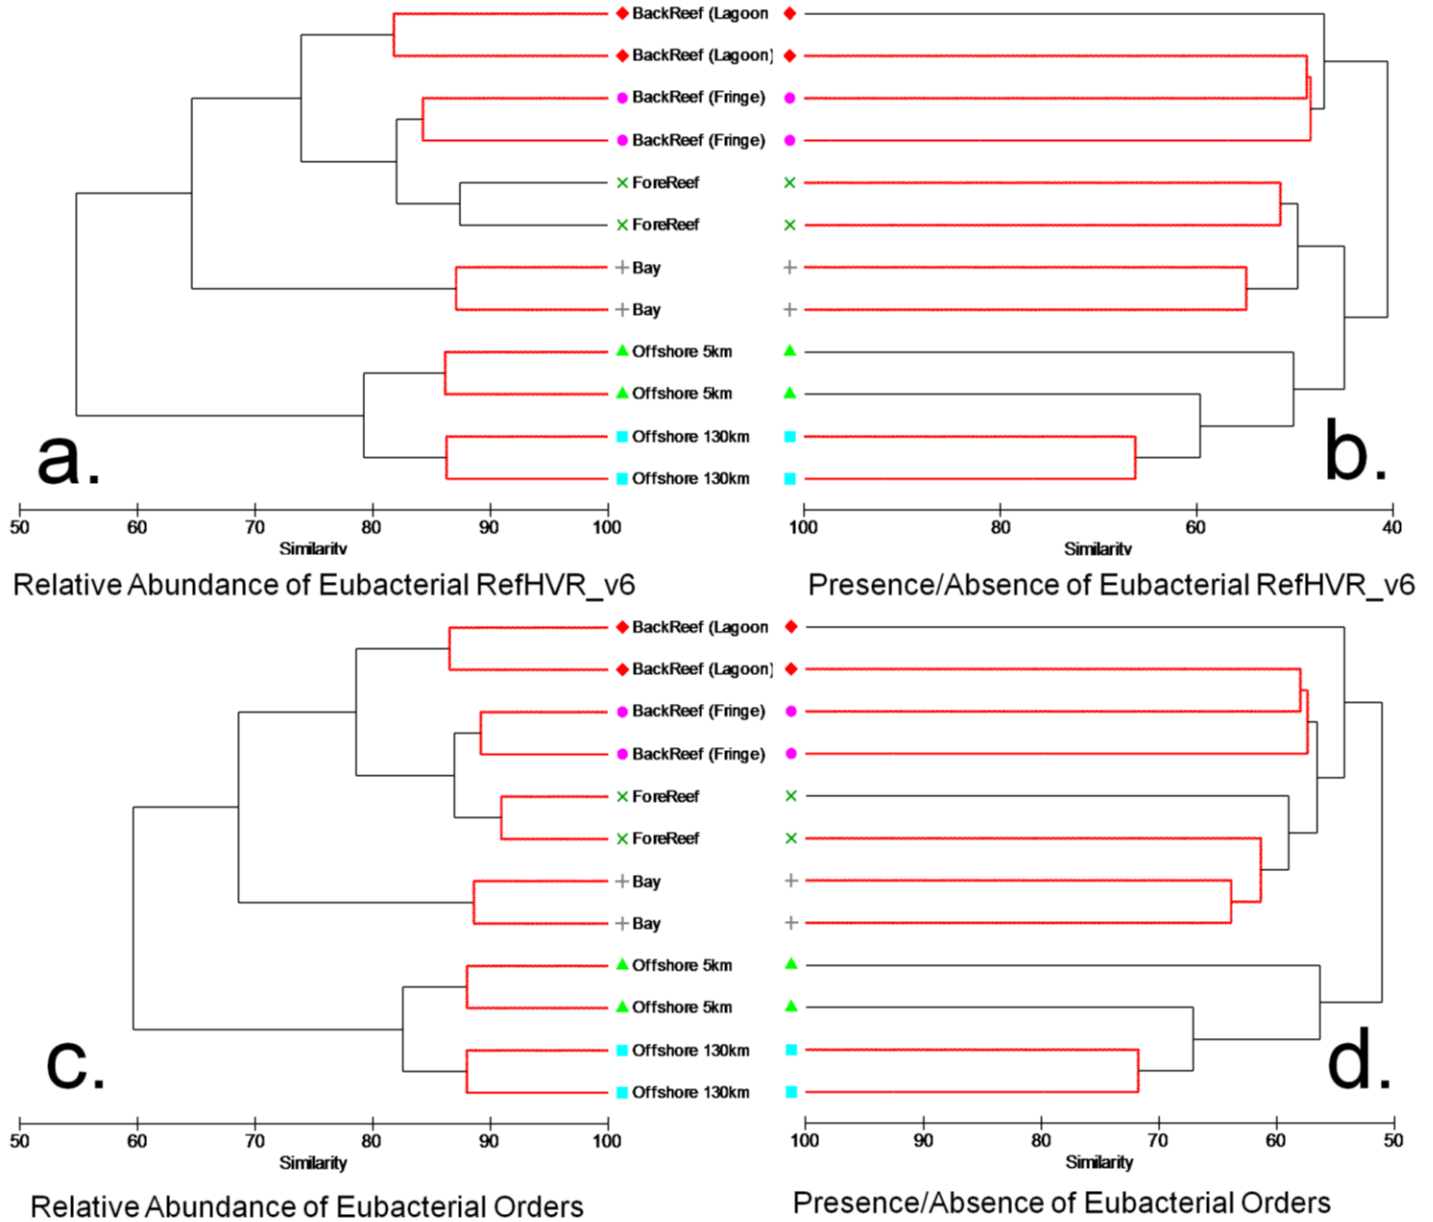 BackReef (Lagoon
BackReef (Lagoon)
BackReef (Fringe)
BackReef (Fringe)
ForeReef
ForeReef
Bay
Bay
Offshore 5km
Offshore 5km
Offshore 130km
Offshore 130km
a.
b.
50 60 70 80 90 100
100 80 60 40
Similarity
Similarity
Relative Abundance of Eubacterial RefHVR_v6
Presence/Absence of Eubacterial RefHVR_v6
BackReef (Lagoon
BackReef (Lagoon)
BackReef (Fringe)
BackReef (Fringe)
ForeReef
ForeReef
Bay
Bay
Offshore 5km
Offshore 5km
Offshore 130km
Offshore 130km
c.
d.
50 60 70 80 90 100
100 90 80 70 60 50
Similarity
Similarity
Relative Abundance of Eubacterial Orders
Presence/Absence of Eubacterial Orders